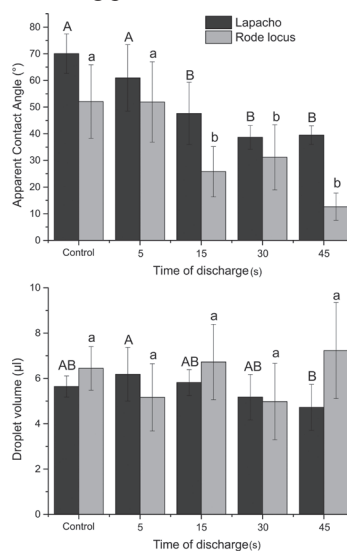 Lapacho
Rode locus
Apparent Contact Angle (°)
80
70
60
50
40
30
20
10
0
A a A a B b B b B b
Control 5 15 30 45
Time of discharge(s)
Droplet volume (µl)
10
8
6
4
2
0
AB a A a AB a AB a B a
Control 5 15 30 45
Time of discharge(s)